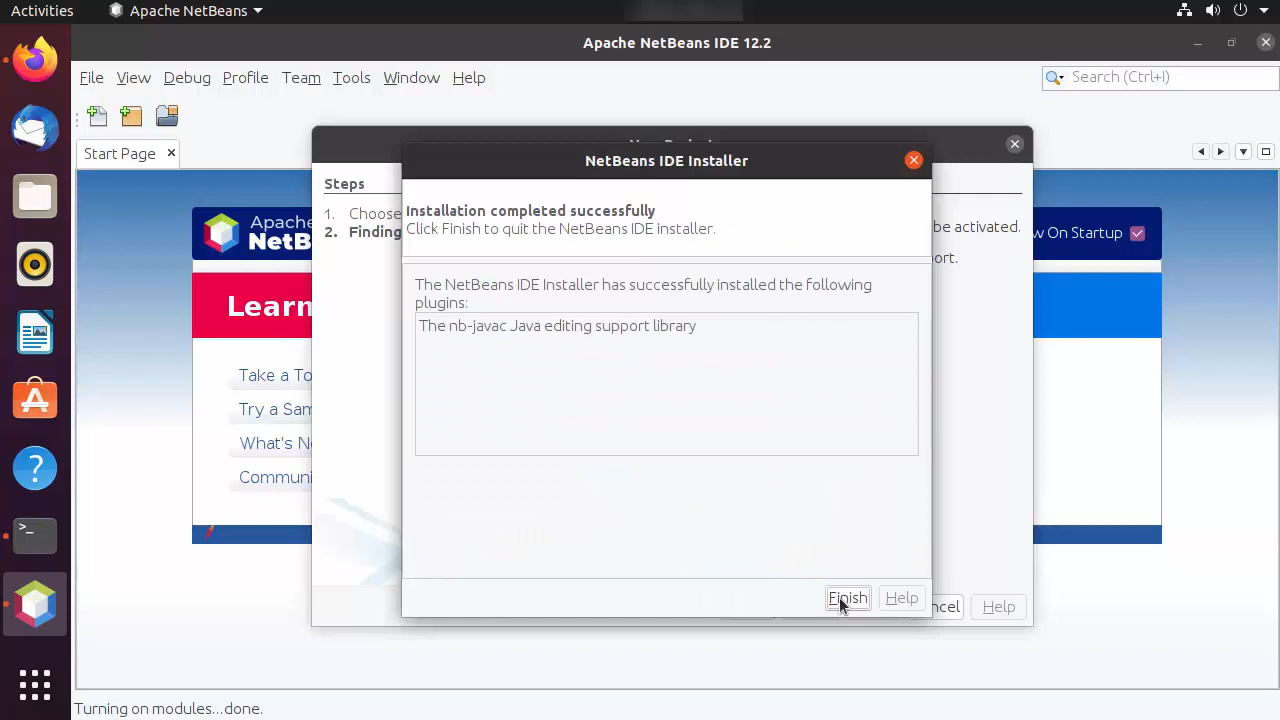 Activities
Apache NetBeans
Apache NetBeans IDE 12.2
File View Debug Profile Team Tools Window Help
Search (Ctrl+I)
Start Page
NetBeans IDE Installer
Steps
1. Choose
2. Finding
Installation completed successfully
Click Finish to quit the NetBeans IDE installer.
be activated.
ort.
Apac
NetB
w On Startup
Learn
The NetBeans IDE Installer has successfully installed the following
plugins:
The nb-javac Java editing support library
Take a To
Try a Sam
What's Ne
Communi
Finish
Help
ncel
Help
Turning on modules...done.